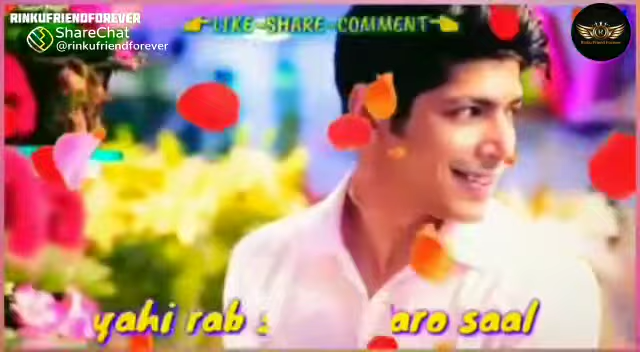 RINKUFRIENDFOREVER
ShareChat
@rinkufriendforever
LIKE-SHARE-COMMENT
yahi rab aro saal